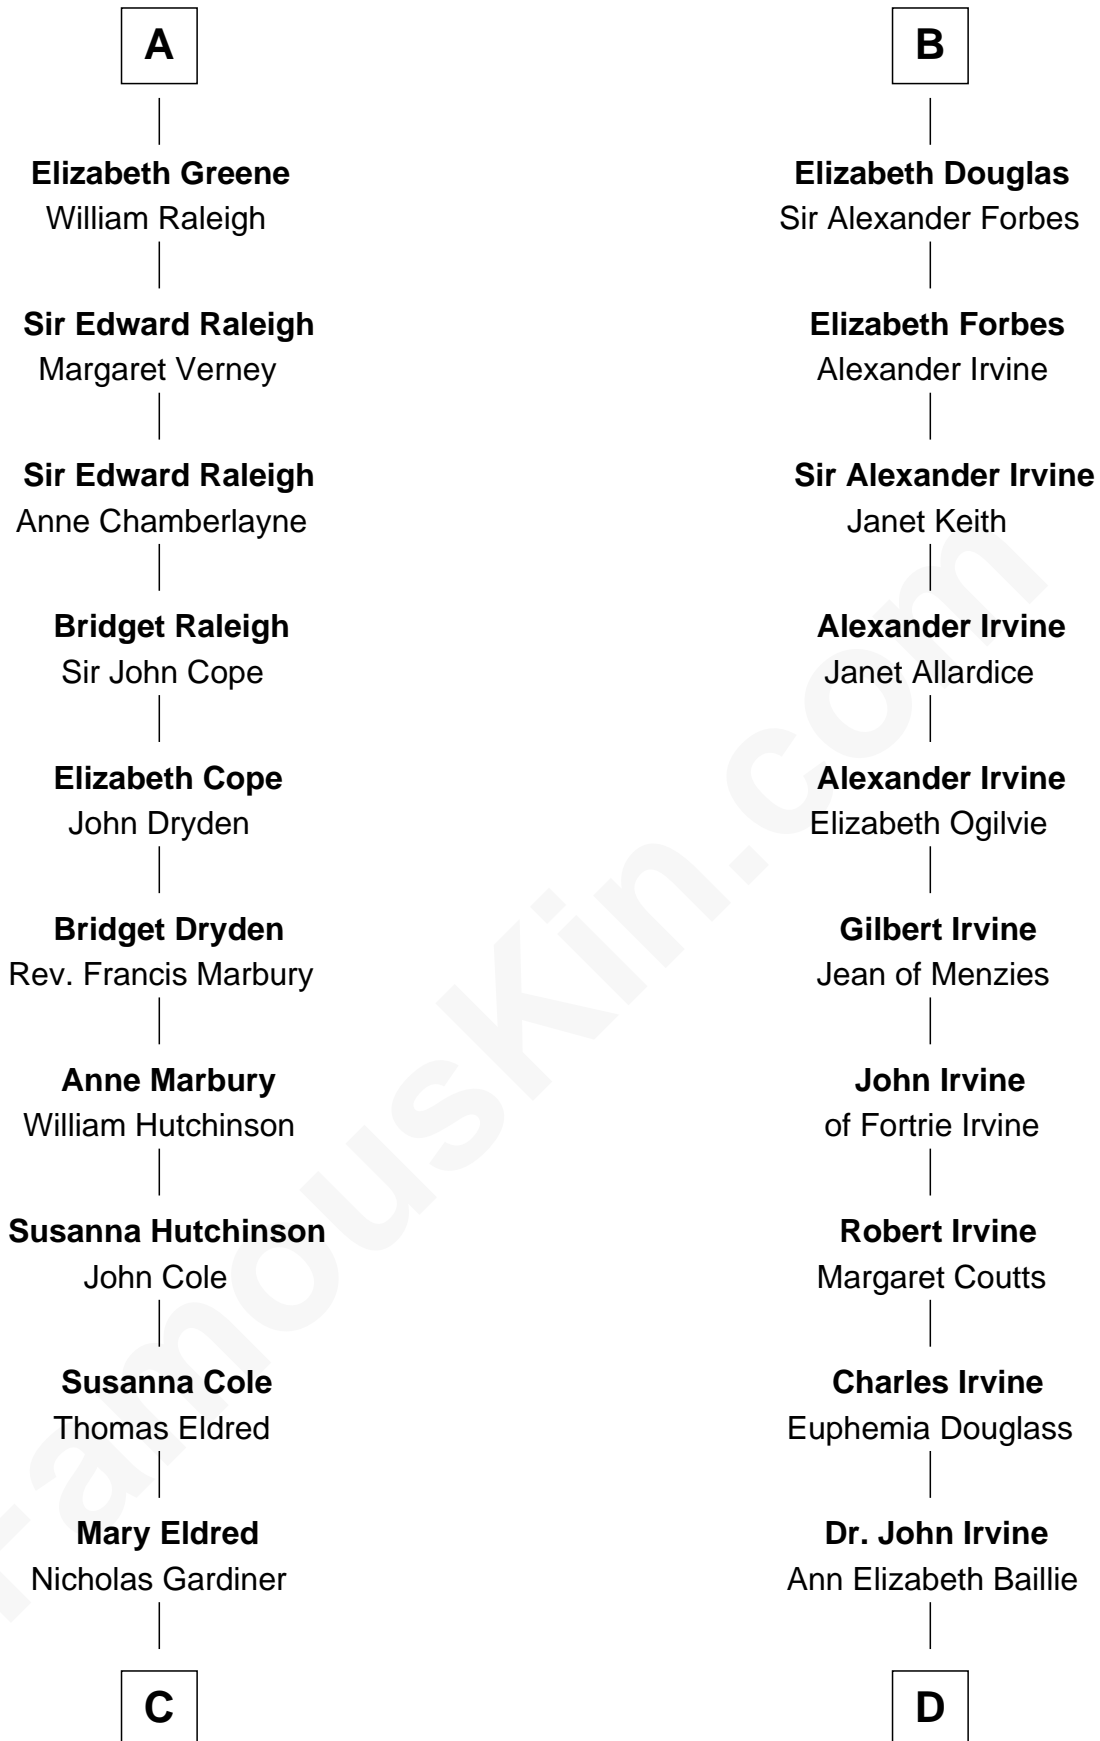 A
Elizabeth Greene
William Raleigh
Sir Edward Raleigh
Margaret Verney
Sir Edward Raleigh
Anne Chamberlayne
Bridget Raleigh
Sir John Cope
Elizabeth Cope
John Dryden
Bridget Dryden
Rev. Francis Marbury
Anne Marbury
William Hutchinson
Susanna Hutchinson
John Cole
Susanna Cole
Thomas Eldred
Mary Eldred
Nicholas Gardiner
C
B
Elizabeth Douglas
Sir Alexander Forbes
Elizabeth Forbes
Alexander Irvine
Sir Alexander Irvine
Janet Keith
Alexander Irvine
Janet Allardice
Alexander Irvine
Elizabeth Ogilvie
Gilbert Irvine
Jean of Menzies
John Irvine
of Fortrie Irvine
Robert Irvine
Margaret Coutts
Charles Irvine
Euphemia Douglass
Dr. John Irvine
Ann Elizabeth Baillie
D
FamousKin.com